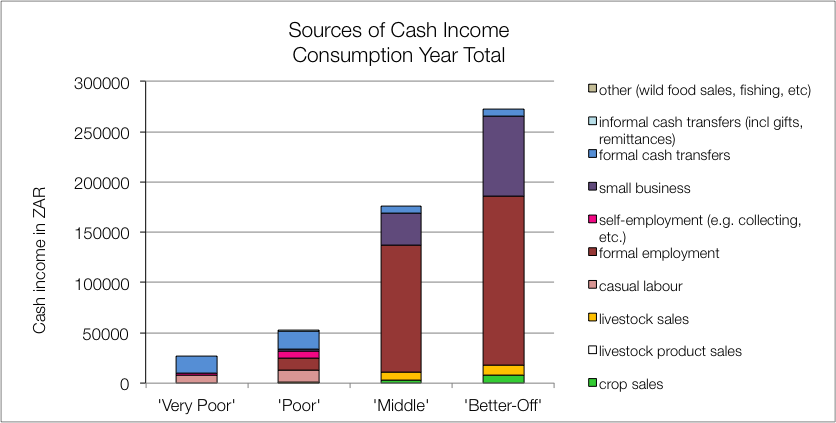 Sources of Cash Income
Consumption Year Total
300000
250000
200000
150000
100000
50000
0
Cash income in ZAR
'Very Poor'
'Poor'
'Middle'
'Better-Off'
other (wild food sales, fishing, etc)
informal cash transfers (incl gifts,
remittances)
formal cash transfers
small business
self-employment (e.g. collecting,
etc.)
formal employment
casual labour
livestock sales
livestock product sales
crop sales